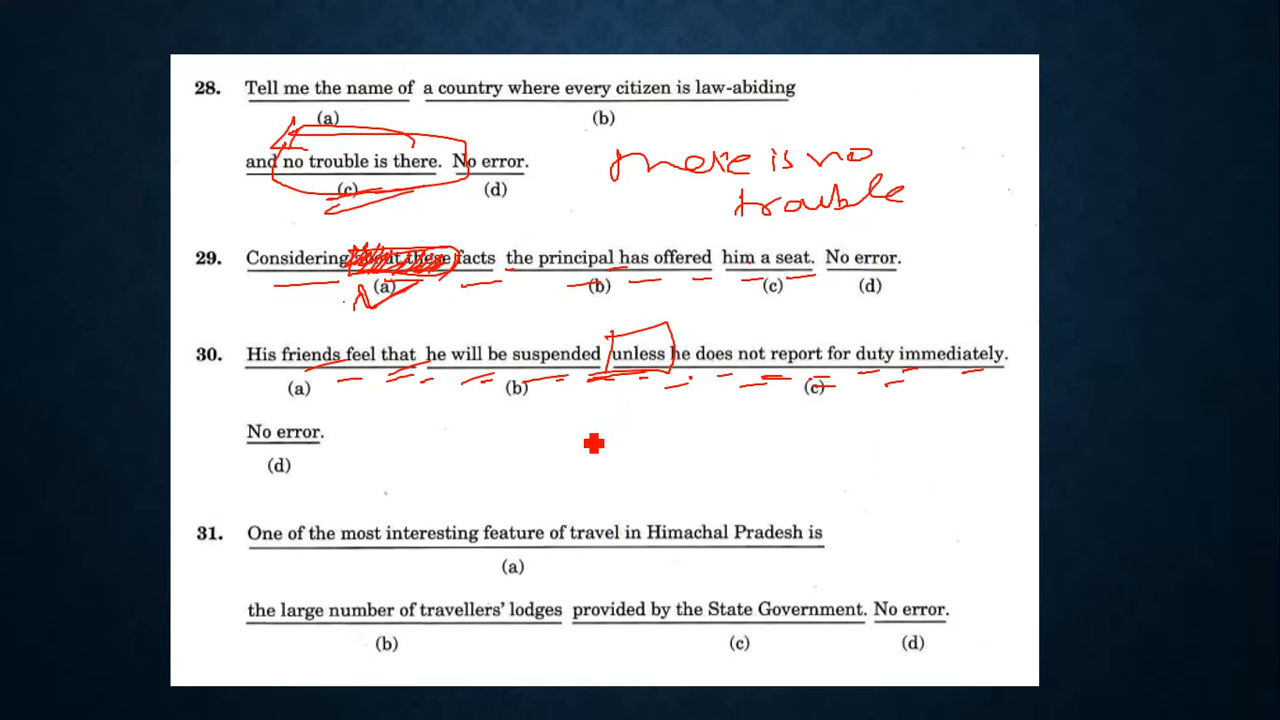 28. Tell me the name of a country where every citizen is law-abiding
(a) (b)
and no trouble is there. No error.
(c) (d)
there is no
trouble
29. Considering about these facts the principal has offered him a seat. No error.
(a) (b) (c) (d)
30. His friends feel that he will be suspended unless he does not report for duty immediately.
(a) (b) (c)
No error.
(d)
31. One of the most interesting feature of travel in Himachal Pradesh is
(a)
the large number of travellers' lodges provided by the State Government. No error.
(b) (c) (d)